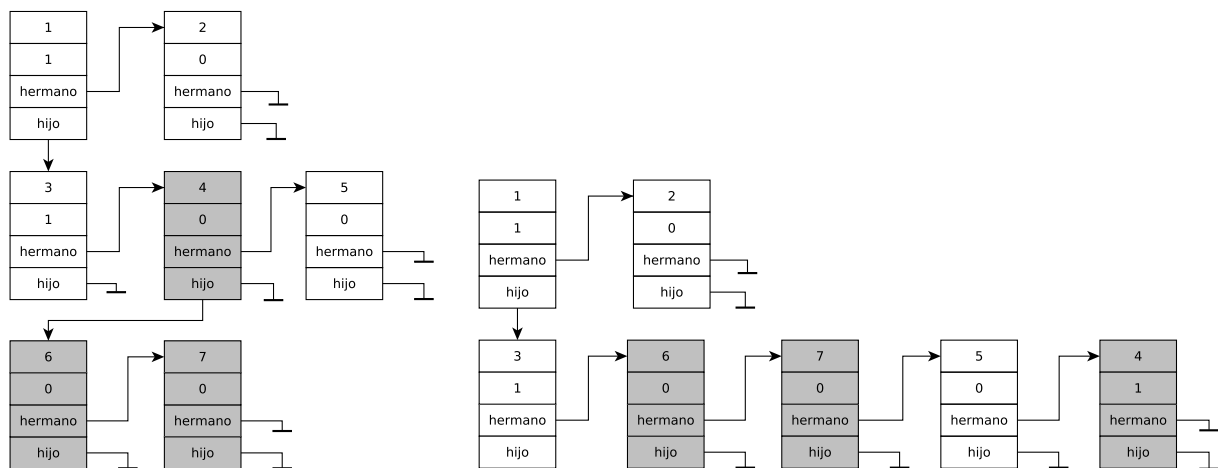 1 2
1 0
hermano hermano
hijo hijo
3 4 5
1 0 0
hermano hermano hermano
hijo hijo hijo
6 7
0 0
hermano hermano
hijo hijo
1 2
1 0
hermano hermano
hijo hijo
3 6 7 5 4
1 0 0 0 1
hermano hermano hermano hermano hermano
hijo hijo hijo hijo hijo